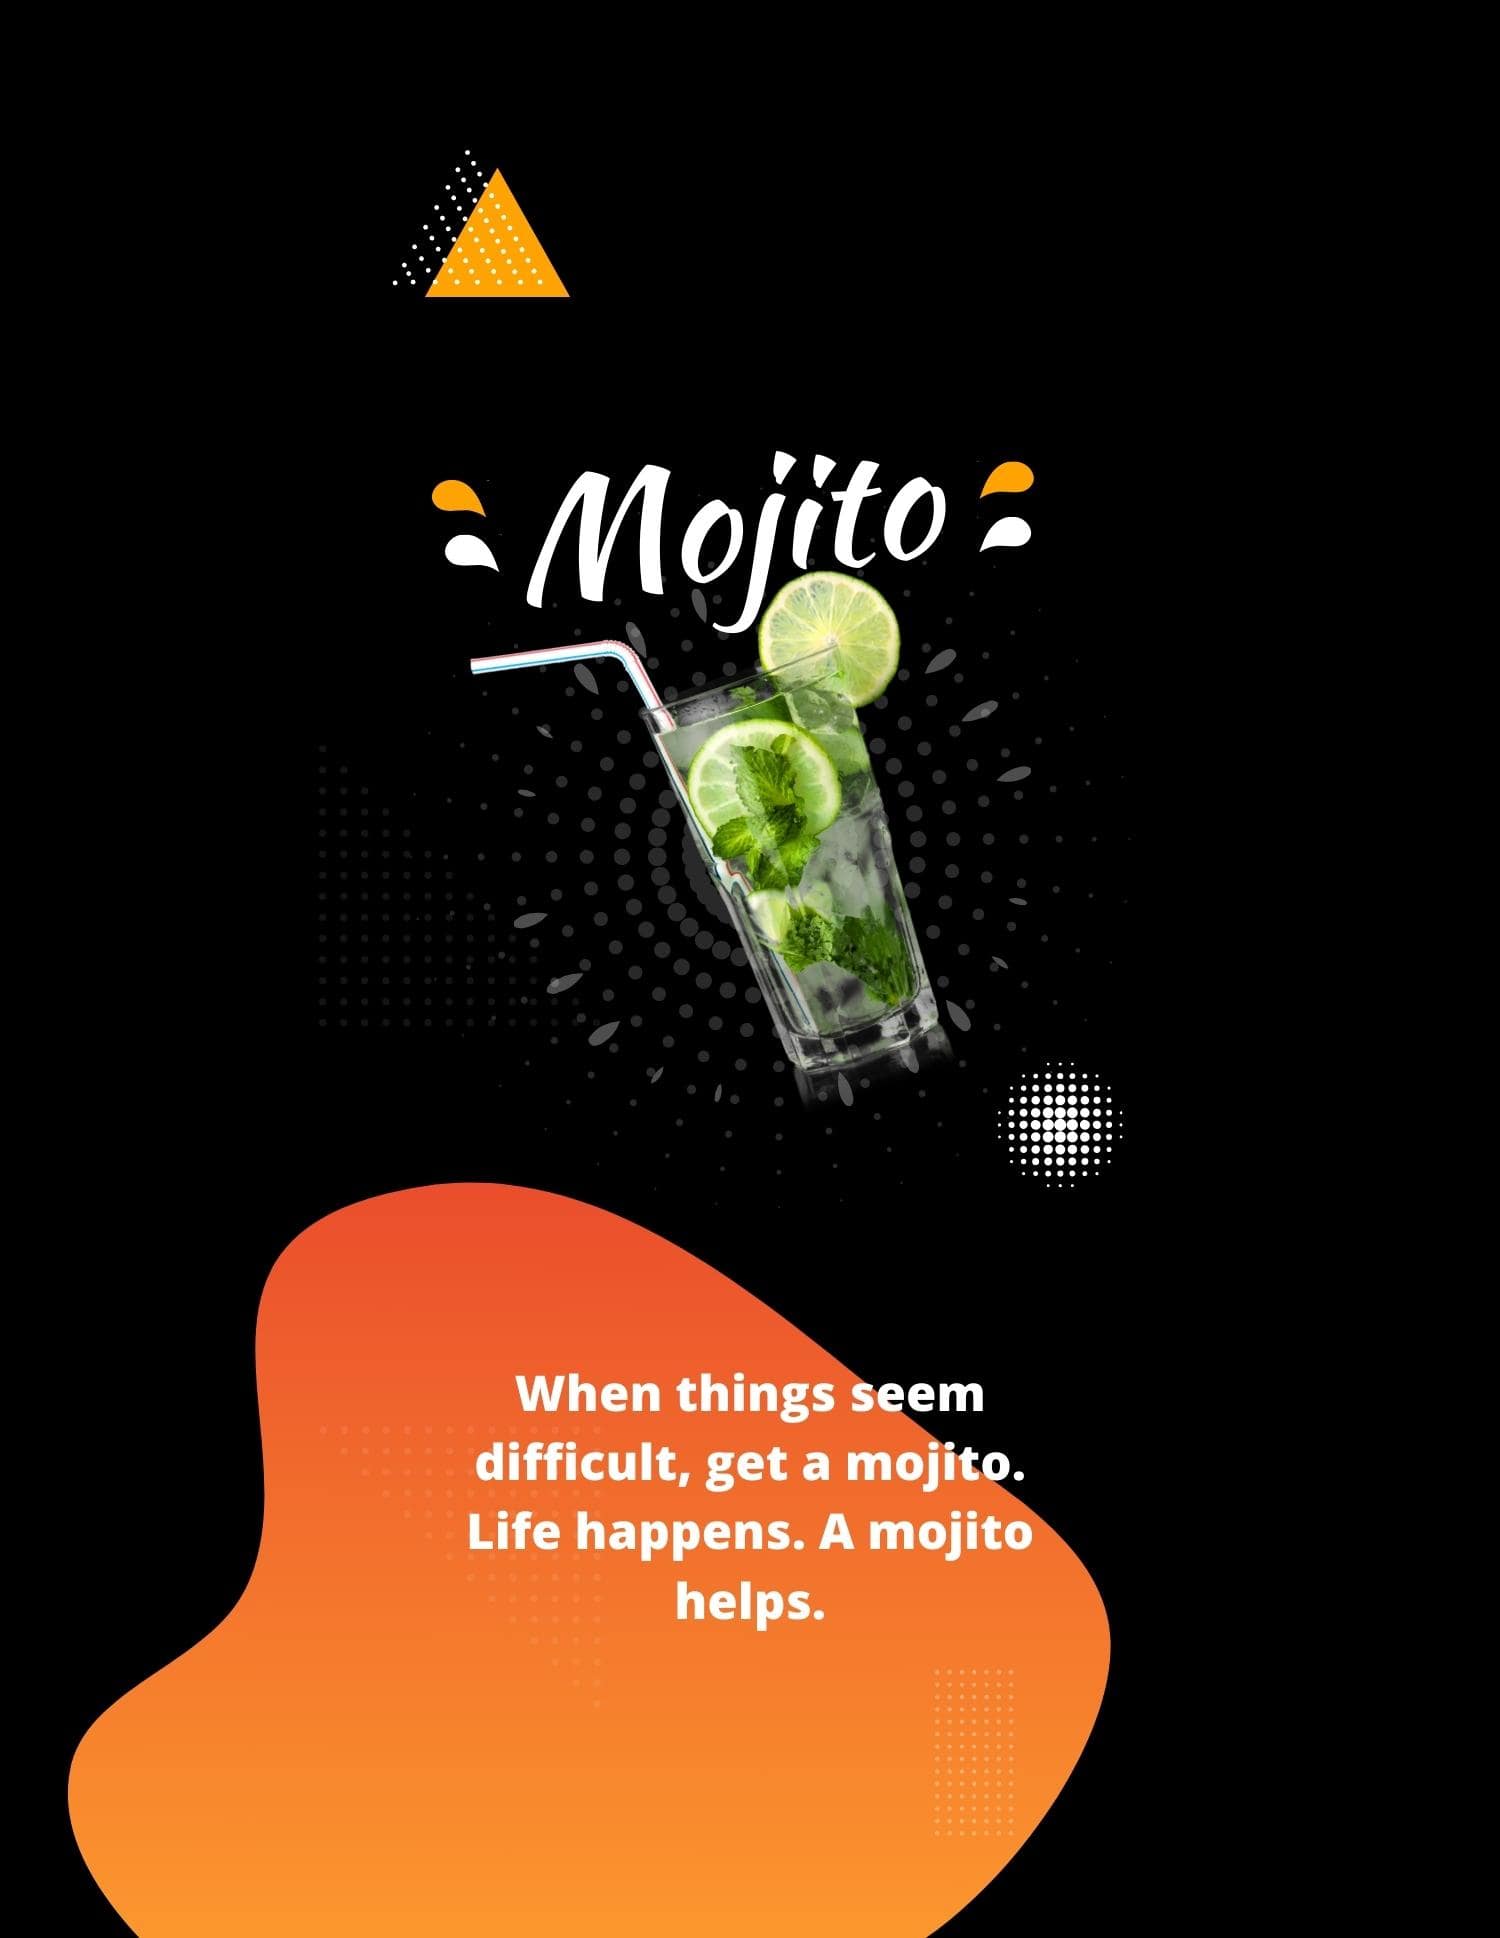 Mojito
When things seem
difficult, get a mojito.
Life happens. A mojito
helps.